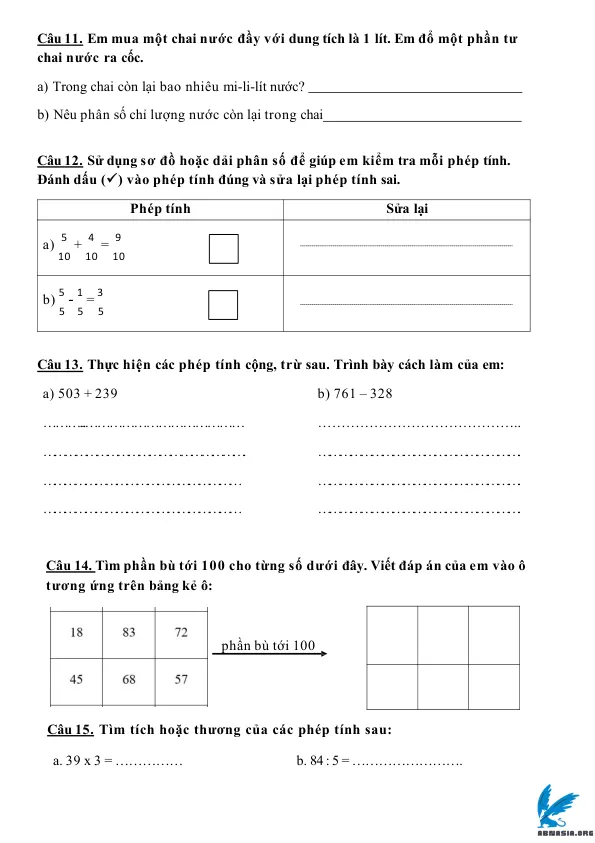 Câu 11. Em mua một chai nước đầy với dung tích là 1 lít. Em đổ một phần tư
chai nước ra cốc.
a) Trong chai còn lại bao nhiêu mi-li-lít nước? ______________________________
b) Nêu phân số chỉ lượng nước còn lại trong chai____________________________
Câu 12. Sử dụng sơ đồ hoặc dải phân số để giúp em kiểm tra mỗi phép tính.
Đánh dấu (✓) vào phép tính đúng và sửa lại phép tính sai.
Phép tính Sửa lại
a) 5/10 + 4/10 = 9/10
b) 5/5 - 1/5 = 3/5
Câu 13. Thực hiện các phép tính cộng, trừ sau. Trình bày cách làm của em:
a) 503 + 239 b) 761 – 328
Câu 14. Tìm phần bù tới 100 cho từng số dưới đây. Viết đáp án của em vào ô
tương ứng trên bảng kẻ ô:
18 83 72
phần bù tới 100
45 68 57
Câu 15. Tìm tích hoặc thương của các phép tính sau:
a. 39 x 3 = …………… b. 84 : 5 = …………………….
ABMASIA.ORG